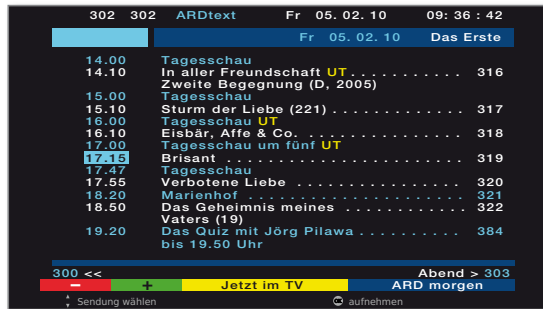 302 302 ARDtext Fr 05. 02. 10 09: 36 : 42
Fr 05. 02. 10 Das Erste
14.00 Tagesschau
14.10 In aller Freundschaft UT . . . . . . . . . . . 316
Zweite Begegnung (D, 2005)
15.00 Tagesschau
15.10 Sturm der Liebe (221) . . . . . . . . . . . . . 317
16.00 Tagesschau UT
16.10 Eisbär, Affe & Co. . . . . . . . . . . . . . . . 318
17.00 Tagesschau um fünf UT
17.15 Brisant . . . . . . . . . . . . . . . . . . . . . . . 319
17.47 Tagesschau
17.55 Verbotene Liebe . . . . . . . . . . . . . . . . 320
18.20 Marienhof . . . . . . . . . . . . . . . . . . . . . 321
18.50 Das Geheimnis meines . . . . . . . . . . . . 322
Vaters (19)
19.20 Das Quiz mit Jörg Pilawa . . . . . . . . . . 384
bis 19.50 Uhr
300 << Abend > 303
− + Jetzt im TV ARD morgen
Sendung wählen OK aufnehmen